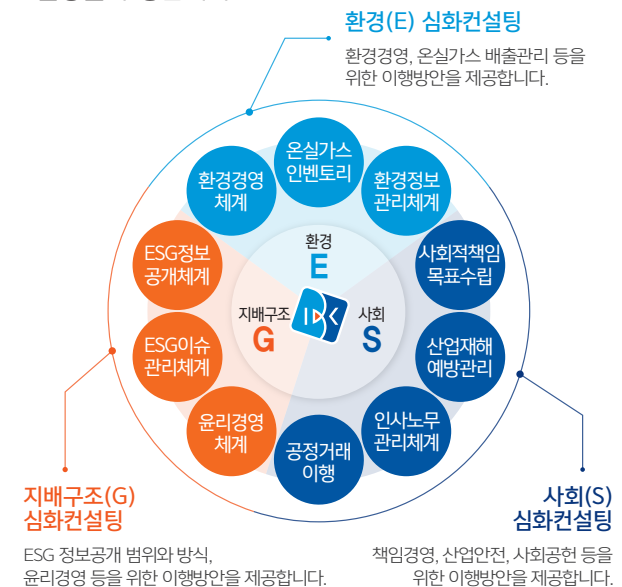 환경(E) 심화컨설팅
환경경영, 온실가스 배출관리 등을
위한 이행방안을 제공합니다.
온실가스
인벤토리
환경경영
체계
환경정보
관리체계
ESG정보
공개체계
사회적책임
목표수립
환경
E
지배구조
G
사회
S
ESG이슈
관리체계
산업재해
예방관리
윤리경영
체계
인사노무
관리체계
공정거래
이행
지배구조(G)
심화컨설팅
ESG 정보공개 범위와 방식,
윤리경영 등을 위한 이행방안을 제공합니다.
사회(S)
심화컨설팅
책임경영, 산업안전, 사회공헌 등을
위한 이행방안을 제공합니다.